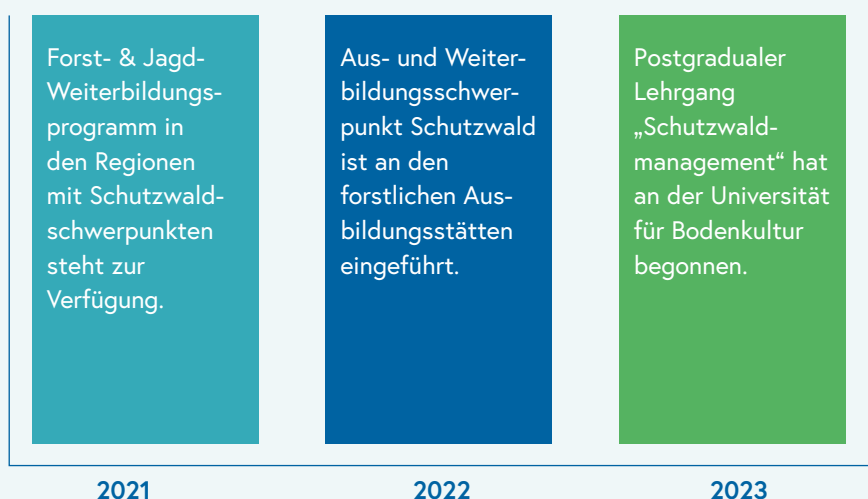 Forst- & Jagd-
Weiterbildungs-
programm in
den Regionen
mit Schutzwald-
schwerpunkten
steht zur
Verfügung.
Aus- und Weiter-
bildungsschwer-
punkt Schutzwald
ist an den
forstlichen Aus-
bildungsstätten
eingeführt.
Postgradualer
Lehrgang
„Schutzwald-
management“ hat
an der Universität
für Bodenkultur
begonnen.
2021
2022
2023